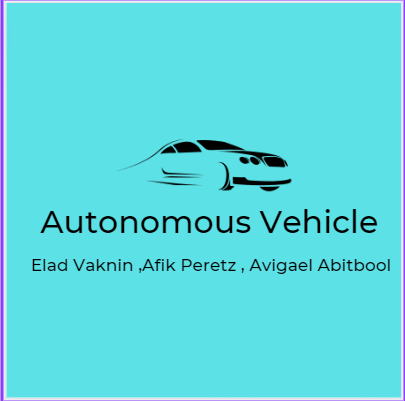 Autonomous Vehicle
Elad Vaknin ,Afik Peretz , Avigael Abitbool